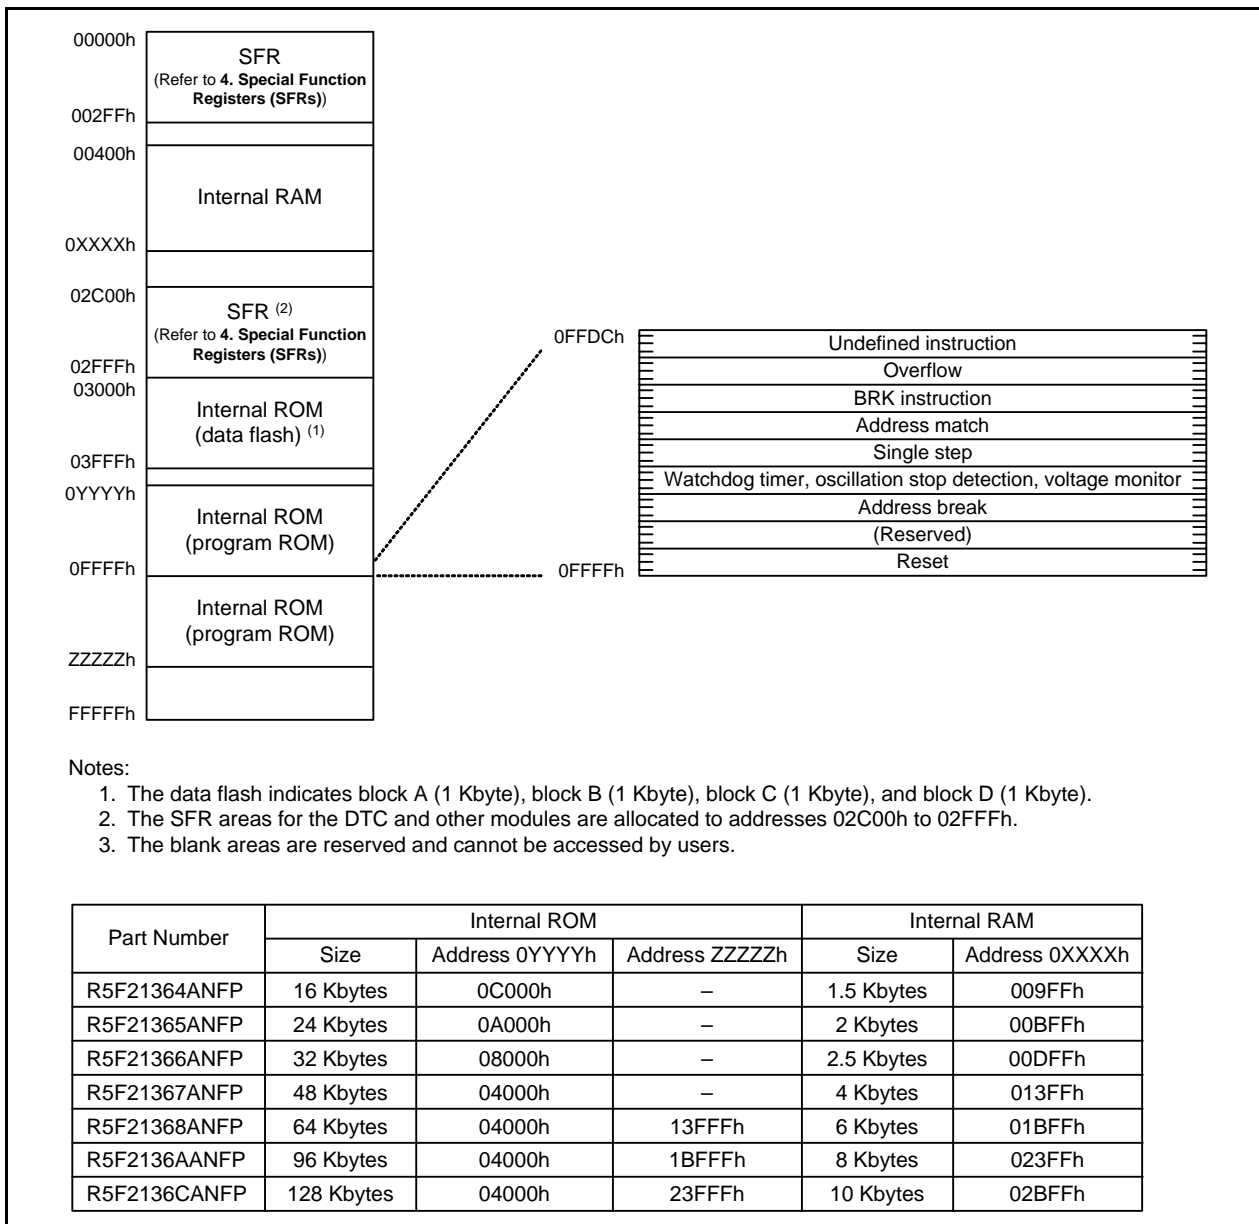 00000h
SFR
(Refer to 4. Special Function
Registers (SFRs))
002FFh
00400h
Internal RAM
0XXXXh
02C00h
SFR (2)
(Refer to 4. Special Function
Registers (SFRs))
02FFFh
03000h
Internal ROM
(data flash) (1)
03FFFh
0YYYYh
Internal ROM
(program ROM)
0FFFFh
Internal ROM
(program ROM)
ZZZZZh
FFFFFh
0FFDCh
Undefined instruction
Overflow
BRK instruction
Address match
Single step
Watchdog timer, oscillation stop detection, voltage monitor
Address break
(Reserved)
0FFFFh
Reset
Notes:
1. The data flash indicates block A (1 Kbyte), block B (1 Kbyte), block C (1 Kbyte), and block D (1 Kbyte).
2. The SFR areas for the DTC and other modules are allocated to addresses 02C00h to 02FFFh.
3. The blank areas are reserved and cannot be accessed by users.
Part Number Internal ROM Internal RAM
Size Address 0YYYYh Address ZZZZZh Size Address 0XXXXh
R5F21364ANFP 16 Kbytes 0C000h – 1.5 Kbytes 009FFh
R5F21365ANFP 24 Kbytes 0A000h – 2 Kbytes 00BFFh
R5F21366ANFP 32 Kbytes 08000h – 2.5 Kbytes 00DFFh
R5F21367ANFP 48 Kbytes 04000h – 4 Kbytes 013FFh
R5F21368ANFP 64 Kbytes 04000h 13FFFh 6 Kbytes 01BFFh
R5F2136AANFP 96 Kbytes 04000h 1BFFFh 8 Kbytes 023FFh
R5F2136CANFP 128 Kbytes 04000h 23FFFh 10 Kbytes 02BFFh